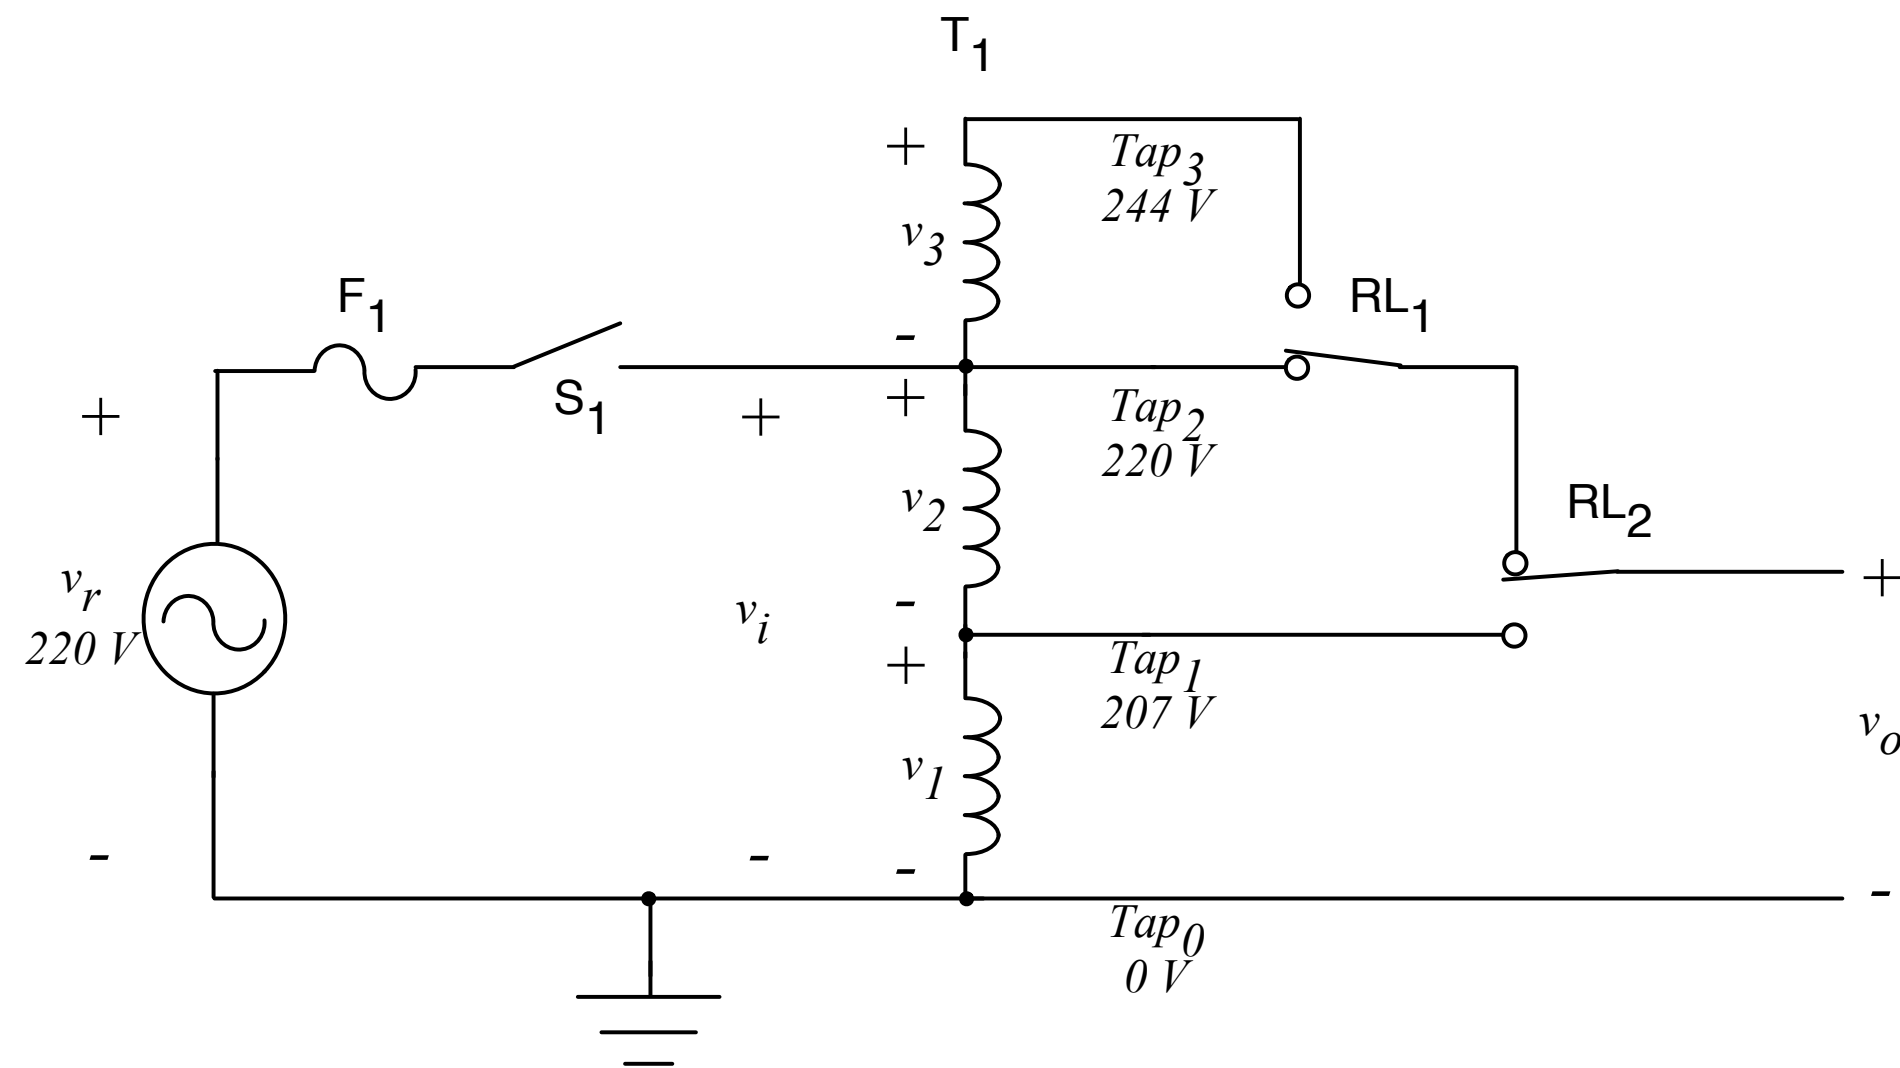 T1
+
Tap3
244 V
v3
F1
RL1
-
S1
+
+
+
Tap2
220 V
v2
RL2
vr
220 V
vi
-
+
+
Tap1
207 V
vo
v1
-
-
-
-
Tap0
0 V